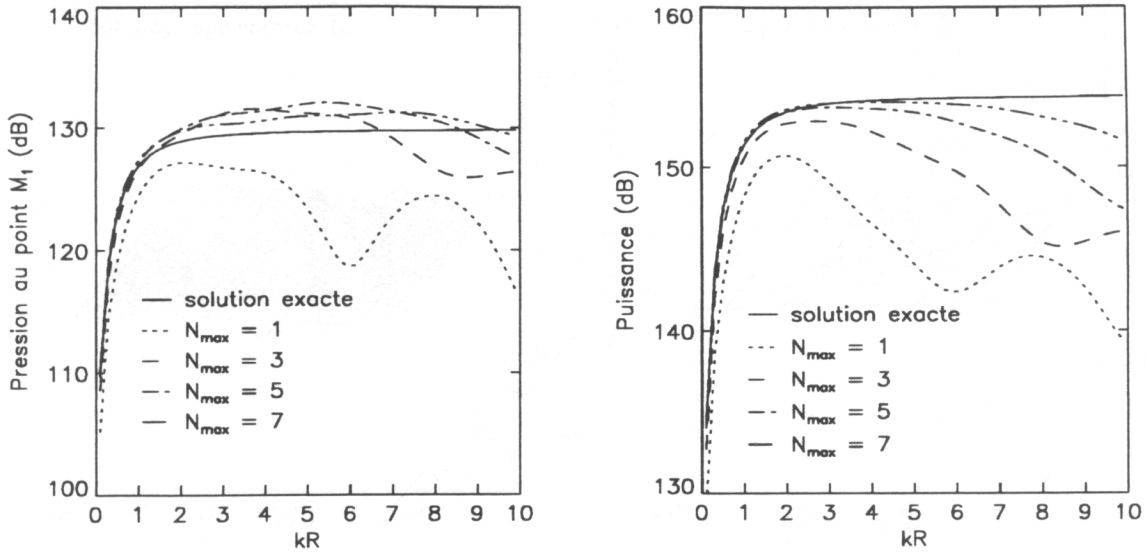 140
130
120
110
100
Pression au point M1 (dB)
solution exacte
Nmax = 1
Nmax = 3
Nmax = 5
Nmax = 7
0 1 2 3 4 5 6 7 8 9 10
kR
160
150
140
130
Puissance (dB)
solution exacte
Nmax = 1
Nmax = 3
Nmax = 5
Nmax = 7
0 1 2 3 4 5 6 7 8 9 10
kR